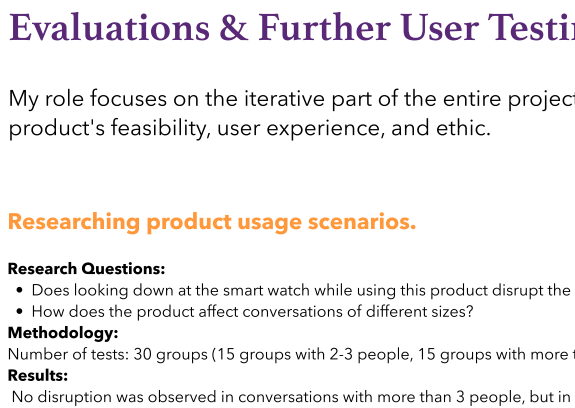 Evaluations & Further User Testin
My role focuses on the iterative part of the entire project
product's feasibility, user experience, and ethic.
Researching product usage scenarios.
Research Questions:
• Does looking down at the smart watch while using this product disrupt the
• How does the product affect conversations of different sizes?
Methodology:
Number of tests: 30 groups (15 groups with 2-3 people, 15 groups with more
Results:
No disruption was observed in conversations with more than 3 people, but in